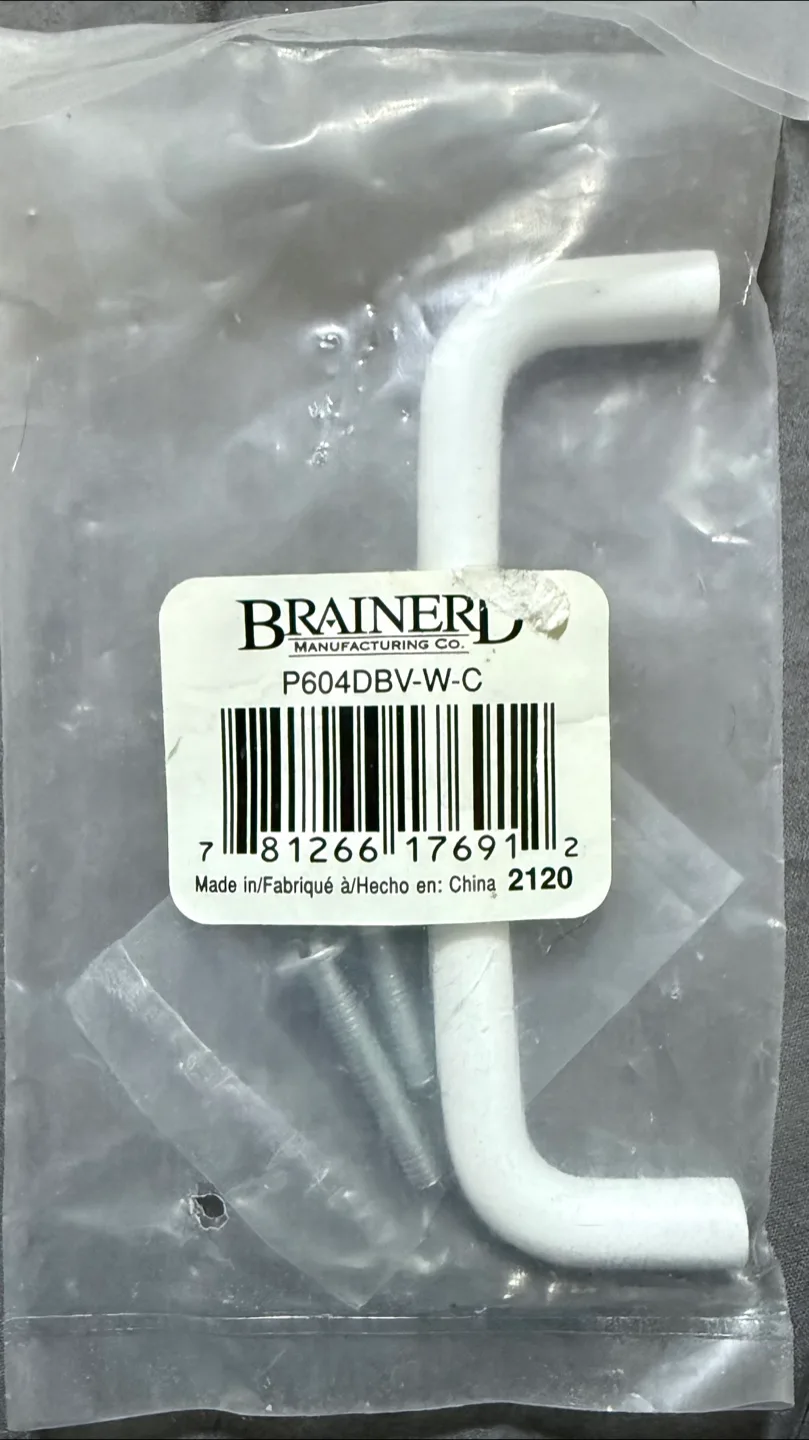 BRAINERD
MANUFACTURING CO.
P604DBV-W-C
7 81266 17691 2
Made in/Fabriqué à/Hecho en: China 2120